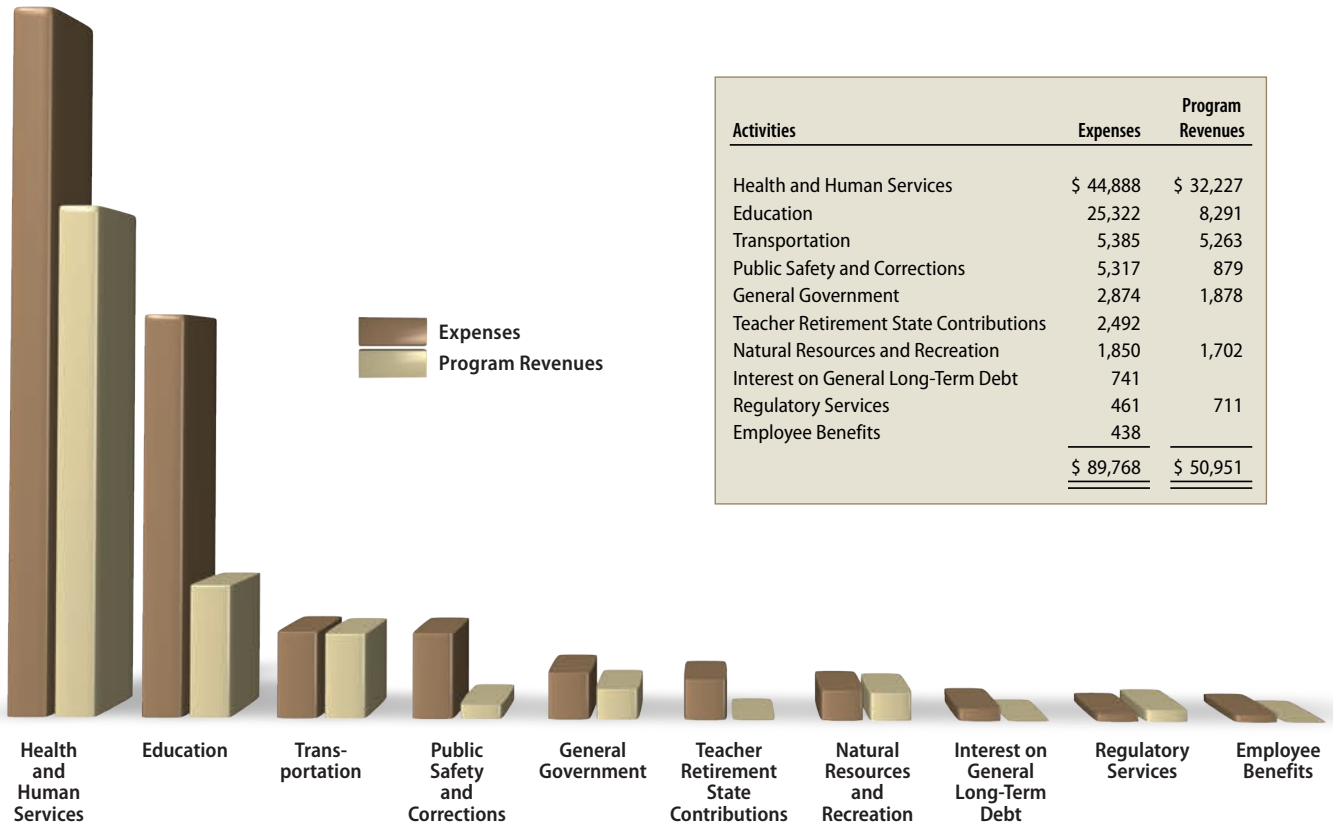 Program
Activities Expenses Revenues
Health and Human Services $ 44,888 $ 32,227
Education 25,322 8,291
Transportation 5,385 5,263
Public Safety and Corrections 5,317 879
General Government 2,874 1,878
Teacher Retirement State Contributions 2,492
Natural Resources and Recreation 1,850 1,702
Interest on General Long-Term Debt 741
Regulatory Services 461 711
Employee Benefits 438
$ 89,768 $ 50,951
Expenses
Program Revenues
Health
and
Human
Services
Education
Trans-
portation
Public
Safety
and
Corrections
General
Government
Teacher
Retirement
State
Contributions
Natural
Resources
and
Recreation
Interest on
General
Long-Term
Debt
Regulatory
Services
Employee
Benefits